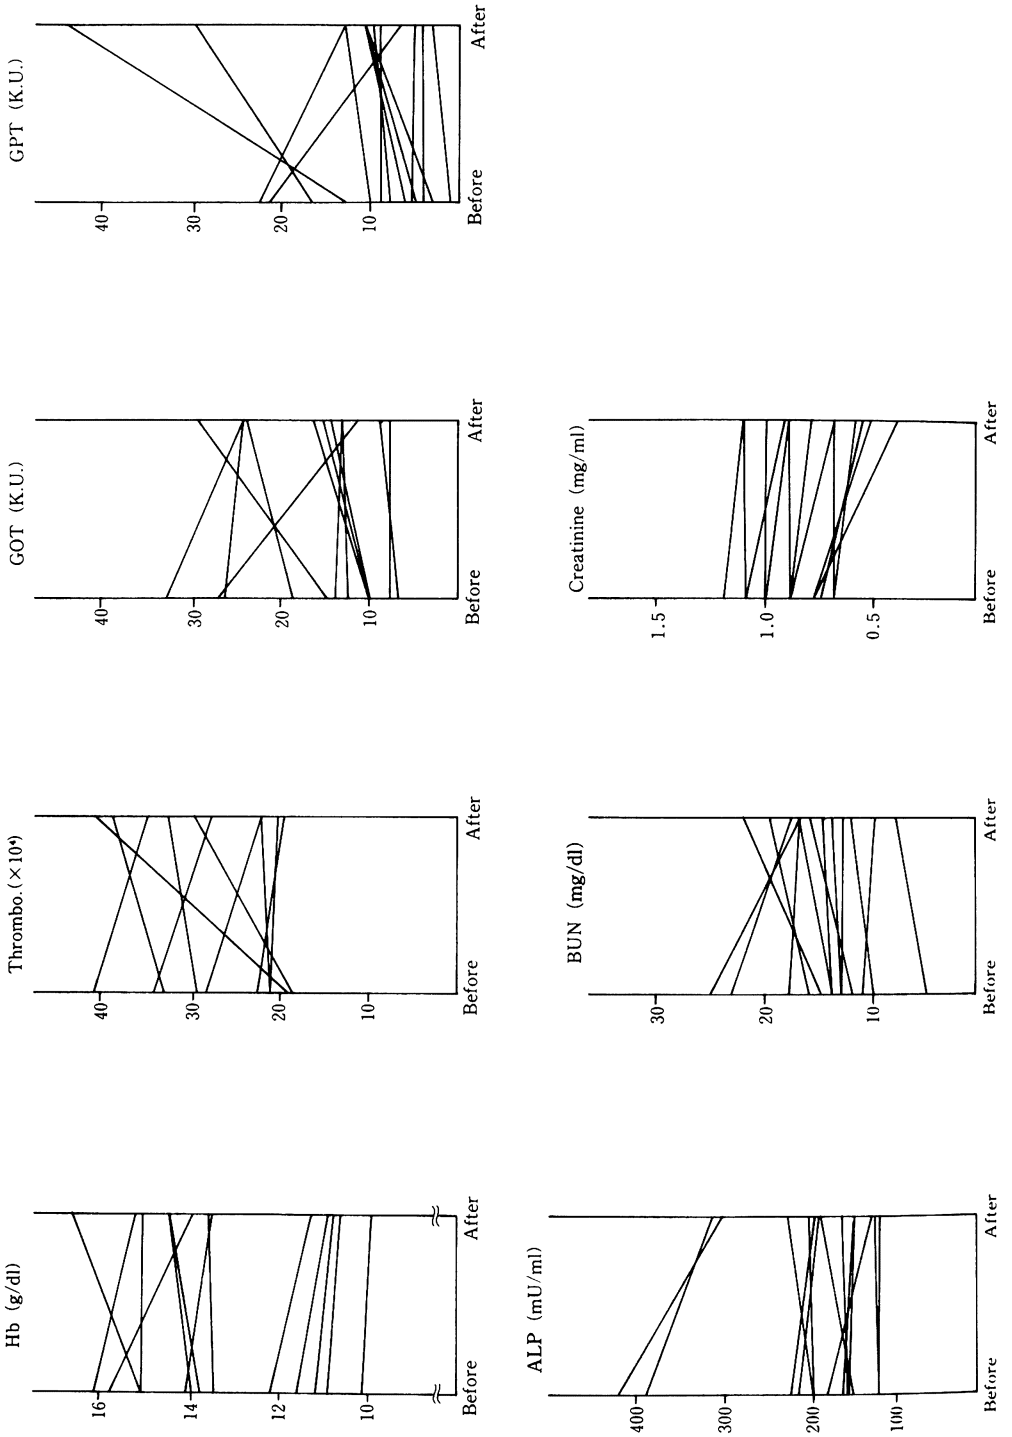 Hb (g/dl)
16
14
12
10
Before
After
Thrombo.(×10⁴)
40
30
20
10
Before
After
GOT (K.U.)
40
30
20
10
Before
After
GPT (K.U.)
40
30
20
10
Before
After
ALP (mU/ml)
400
300
200
100
Before
After
BUN (mg/dl)
30
20
10
Before
After
Creatinine (mg/ml)
1.5
1.0
0.5
Before
After